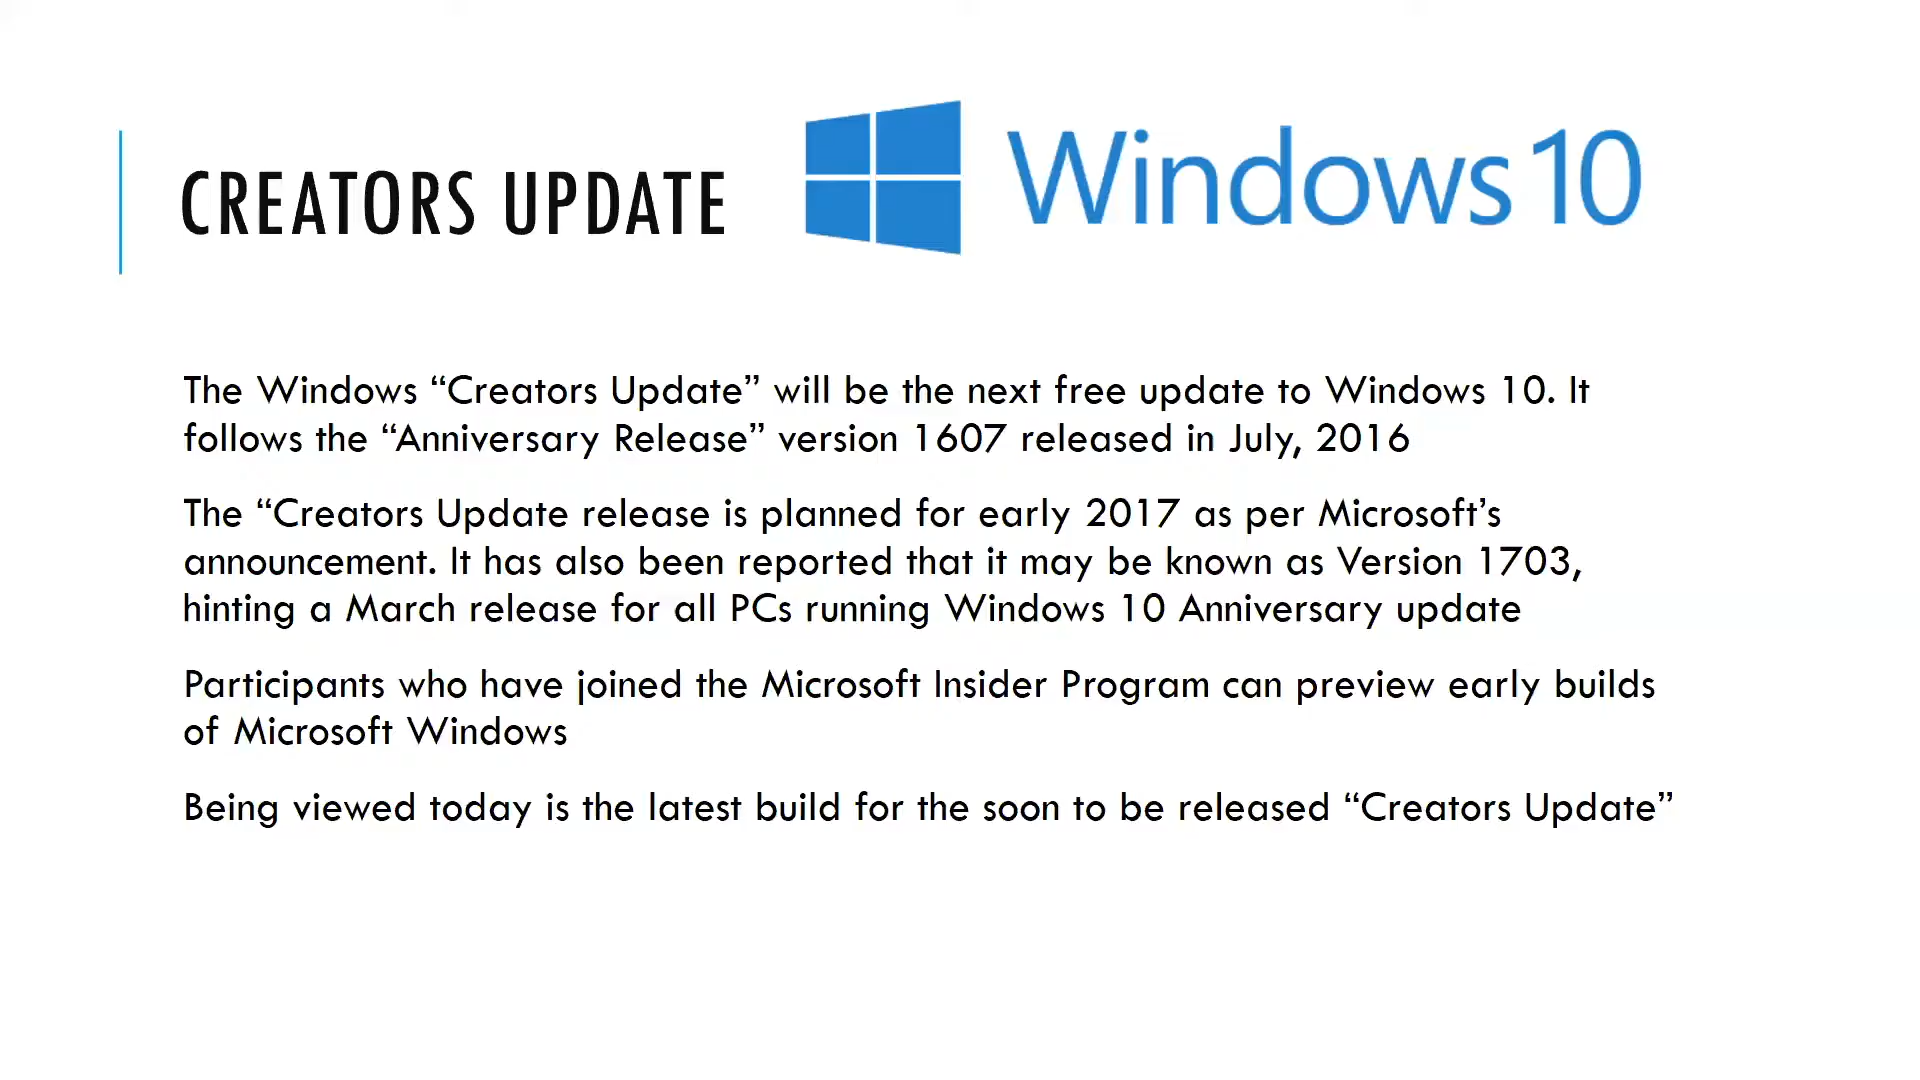 CREATORS UPDATE
Windows 10
The Windows “Creators Update” will be the next free update to Windows 10. It
follows the “Anniversary Release” version 1607 released in July, 2016
The “Creators Update release is planned for early 2017 as per Microsoft’s
announcement. It has also been reported that it may be known as Version 1703,
hinting a March release for all PCs running Windows 10 Anniversary update
Participants who have joined the Microsoft Insider Program can preview early builds
of Microsoft Windows
Being viewed today is the latest build for the soon to be released “Creators Update”